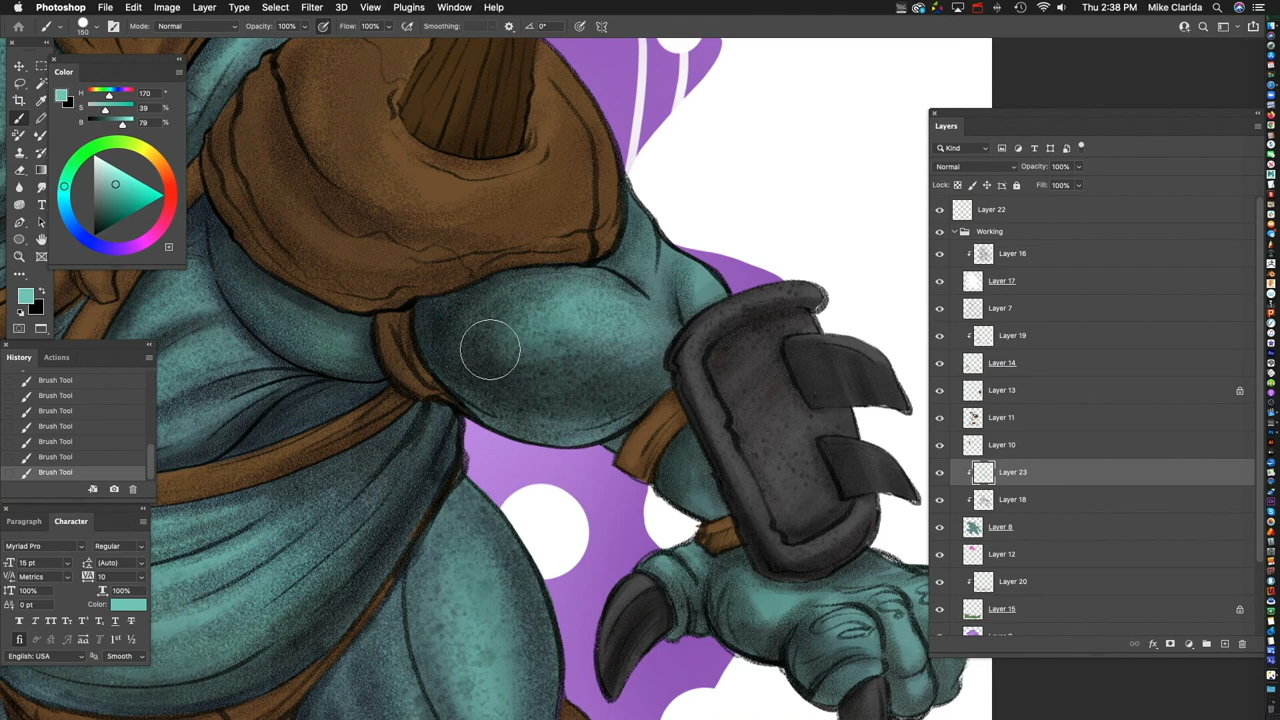 Photoshop File Edit Image Layer Type Select Filter 3D View Plugins Window Help Thu 2:38 PM Mike Clarida
150 Mode: Normal Opacity: 100% Flow: 100% Smoothing: 0°
Color
H 170 °
S 39 %
B 79 %
History Actions
Brush Tool
Brush Tool
Brush Tool
Brush Tool
Brush Tool
Brush Tool
Brush Tool
Paragraph Character
Myriad Pro Regular
15 pt (Auto)
Metrics 10
100% 100%
0 pt Color:
English: USA Smooth
Layers
Kind
Normal Opacity: 100%
Lock: Fill: 100%
Layer 22
Working
Layer 16
Layer 17
Layer 7
Layer 19
Layer 14
Layer 13
Layer 11
Layer 10
Layer 23
Layer 18
Layer 8
Layer 12
Layer 20
Layer 15